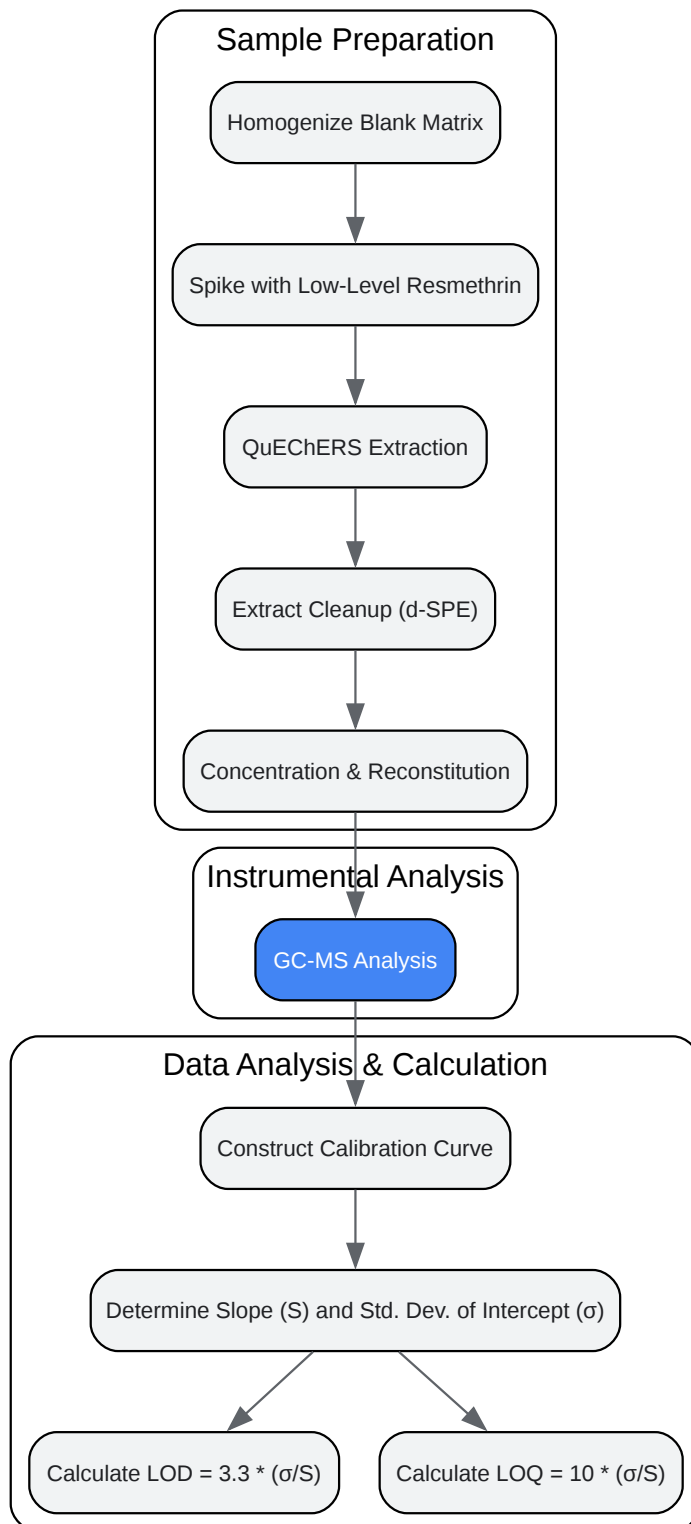 Sample Preparation
Homogenize Blank Matrix
Spike with Low-Level Resmethrin
QuEChERS Extraction
Extract Cleanup (d-SPE)
Concentration & Reconstitution
Instrumental Analysis
GC-MS Analysis
Data Analysis & Calculation
Construct Calibration Curve
Determine Slope (S) and Std. Dev. of Intercept (σ)
Calculate LOD = 3.3 * (σ/S)
Calculate LOQ = 10 * (σ/S)